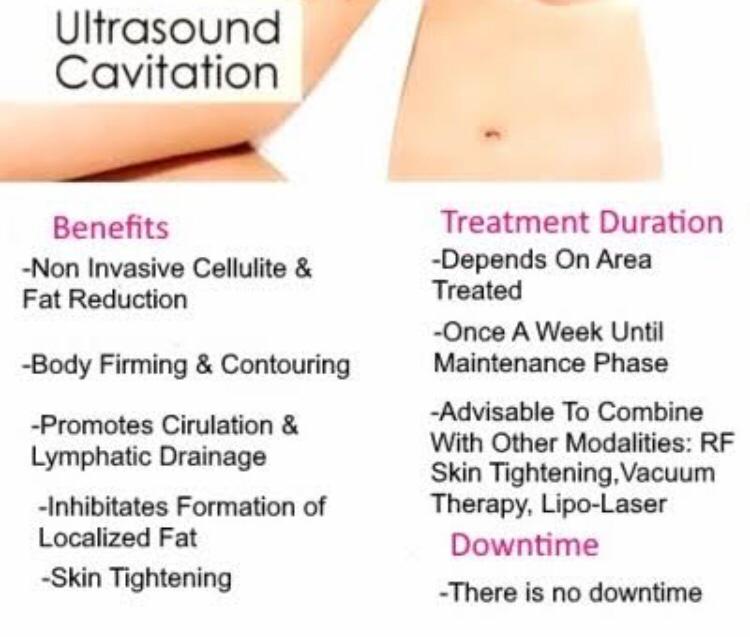 Ultrasound
Cavitation
Benefits
-Non Invasive Cellulite &
Fat Reduction
-Body Firming & Contouring
-Promotes Cirulation &
Lymphatic Drainage
-Inhibitates Formation of
Localized Fat
-Skin Tightening
Treatment Duration
-Depends On Area
Treated
-Once A Week Until
Maintenance Phase
-Advisable To Combine
With Other Modalities: RF
Skin Tightening,Vacuum
Therapy, Lipo-Laser
Downtime
-There is no downtime